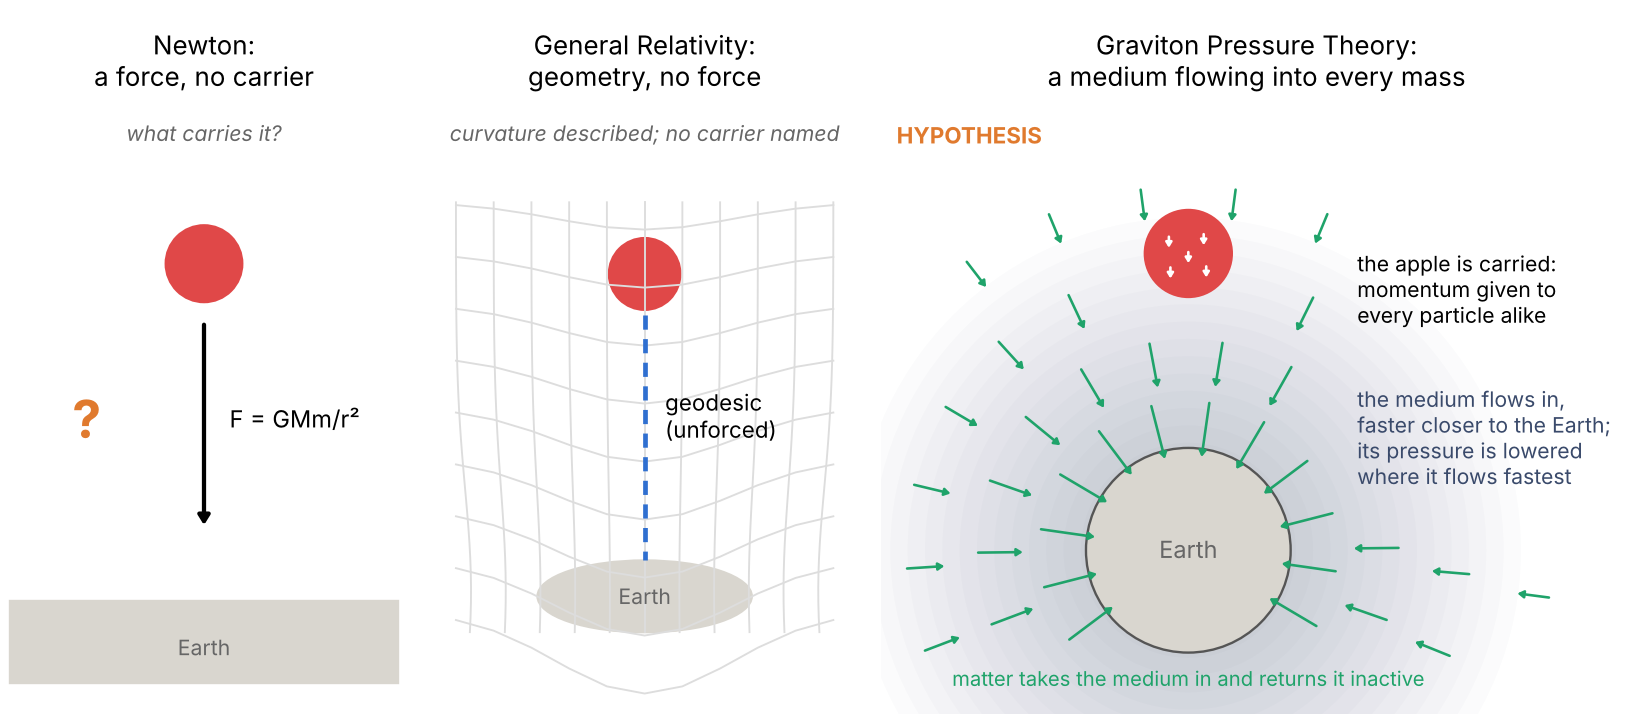 Newton:
a force, no carrier
what carries it?
?
F = GMm/r²
Earth
General Relativity:
geometry, no force
curvature described; no carrier named
geodesic
(unforced)
Earth
Graviton Pressure Theory:
a medium flowing into every mass
HYPOTHESIS
the apple is carried:
momentum given to
every particle alike
the medium flows in,
faster closer to the Earth;
its pressure is lowered
where it flows fastest
Earth
matter takes the medium in and returns it inactive